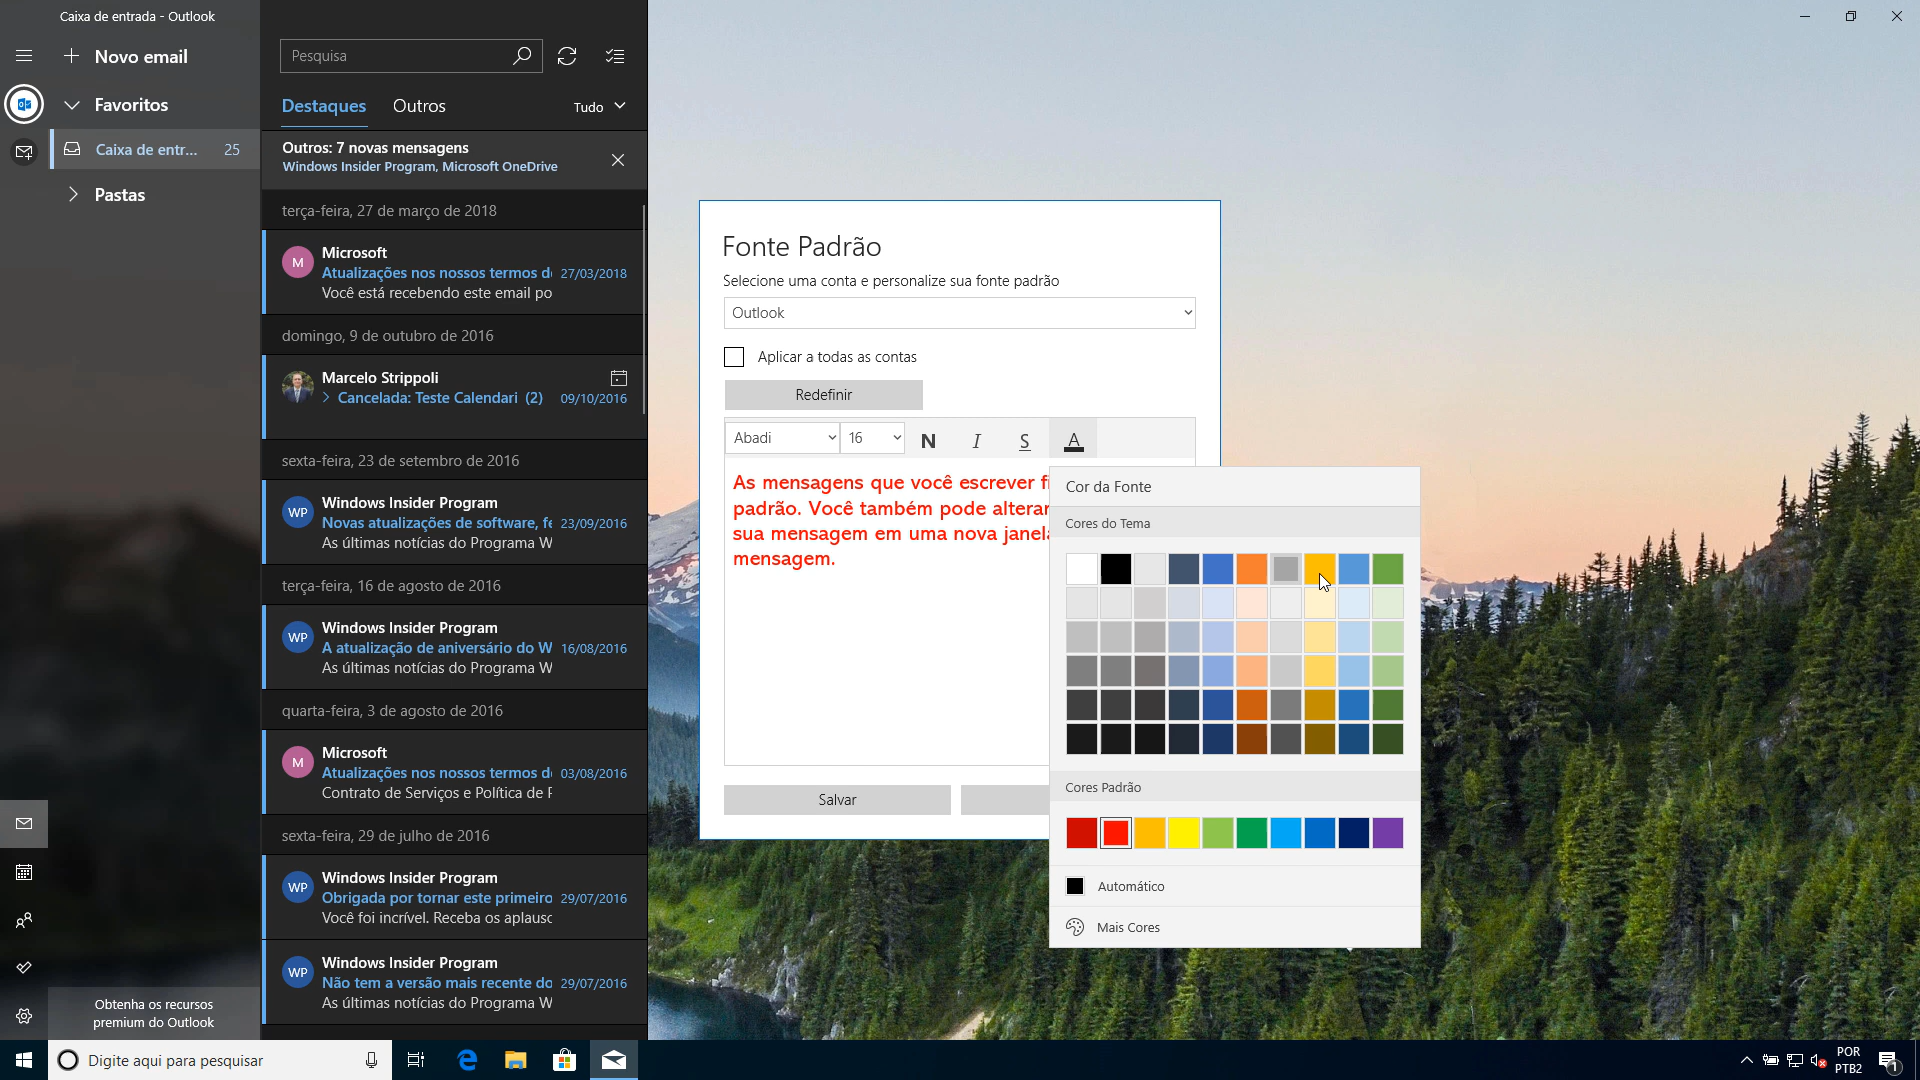 Caixa de entrada - Outlook
Novo email
Favoritos
Caixa de entr... 25
Pastas
Obtenha os recursos
premium do Outlook
Pesquisa
Destaques Outros Tudo
Outros: 7 novas mensagens
Windows Insider Program, Microsoft OneDrive
terça-feira, 27 de março de 2018
M
Microsoft
Atualizações nos nossos termos d 27/03/2018
Você está recebendo este email po
domingo, 9 de outubro de 2016
Marcelo Strippoli
Cancelada: Teste Calendari (2) 09/10/2016
sexta-feira, 23 de setembro de 2016
WP
Windows Insider Program
Novas atualizações de software, fe 23/09/2016
As últimas notícias do Programa W
terça-feira, 16 de agosto de 2016
WP
Windows Insider Program
A atualização de aniversário do W 16/08/2016
As últimas notícias do Programa W
quarta-feira, 3 de agosto de 2016
M
Microsoft
Atualizações nos nossos termos d 03/08/2016
Contrato de Serviços e Política de P
sexta-feira, 29 de julho de 2016
WP
Windows Insider Program
Obrigada por tornar este primeiro 29/07/2016
Você foi incrível. Receba os aplauso
WP
Windows Insider Program
Não tem a versão mais recente do 29/07/2016
As últimas notícias do Programa W
Fonte Padrão
Selecione uma conta e personalize sua fonte padrão
Outlook
Aplicar a todas as contas
Redefinir
Abadi 16 N I S A
As mensagens que você escrever fi
padrão. Você também pode alterar
sua mensagem em uma nova janela
mensagem.
Salvar
Cor da Fonte
Cores do Tema
Cores Padrão
Automático
Mais Cores
Digite aqui para pesquisar
POR
PTB2
1